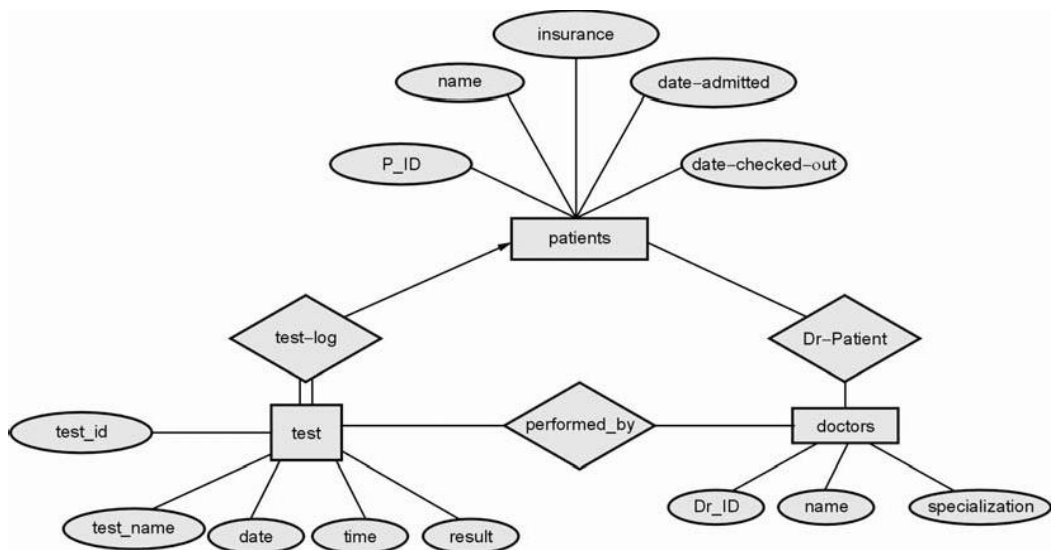 insurance
name
date-admitted
P_ID
date-checked-out
patients
test-log
Dr-Patient
test_id
test
performed_by
doctors
test_name
date
time
result
Dr_ID
name
specialization